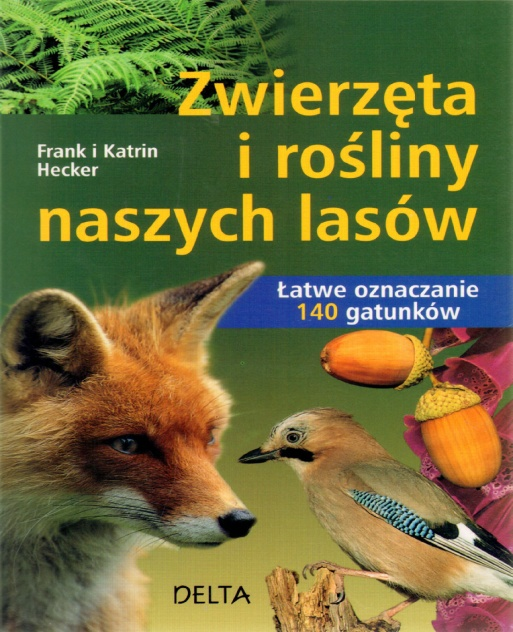 Zwierzęta
i rośliny
naszych lasów
Frank i Katrin
Hecker
Łatwe oznaczanie
140 gatunków
DELTA